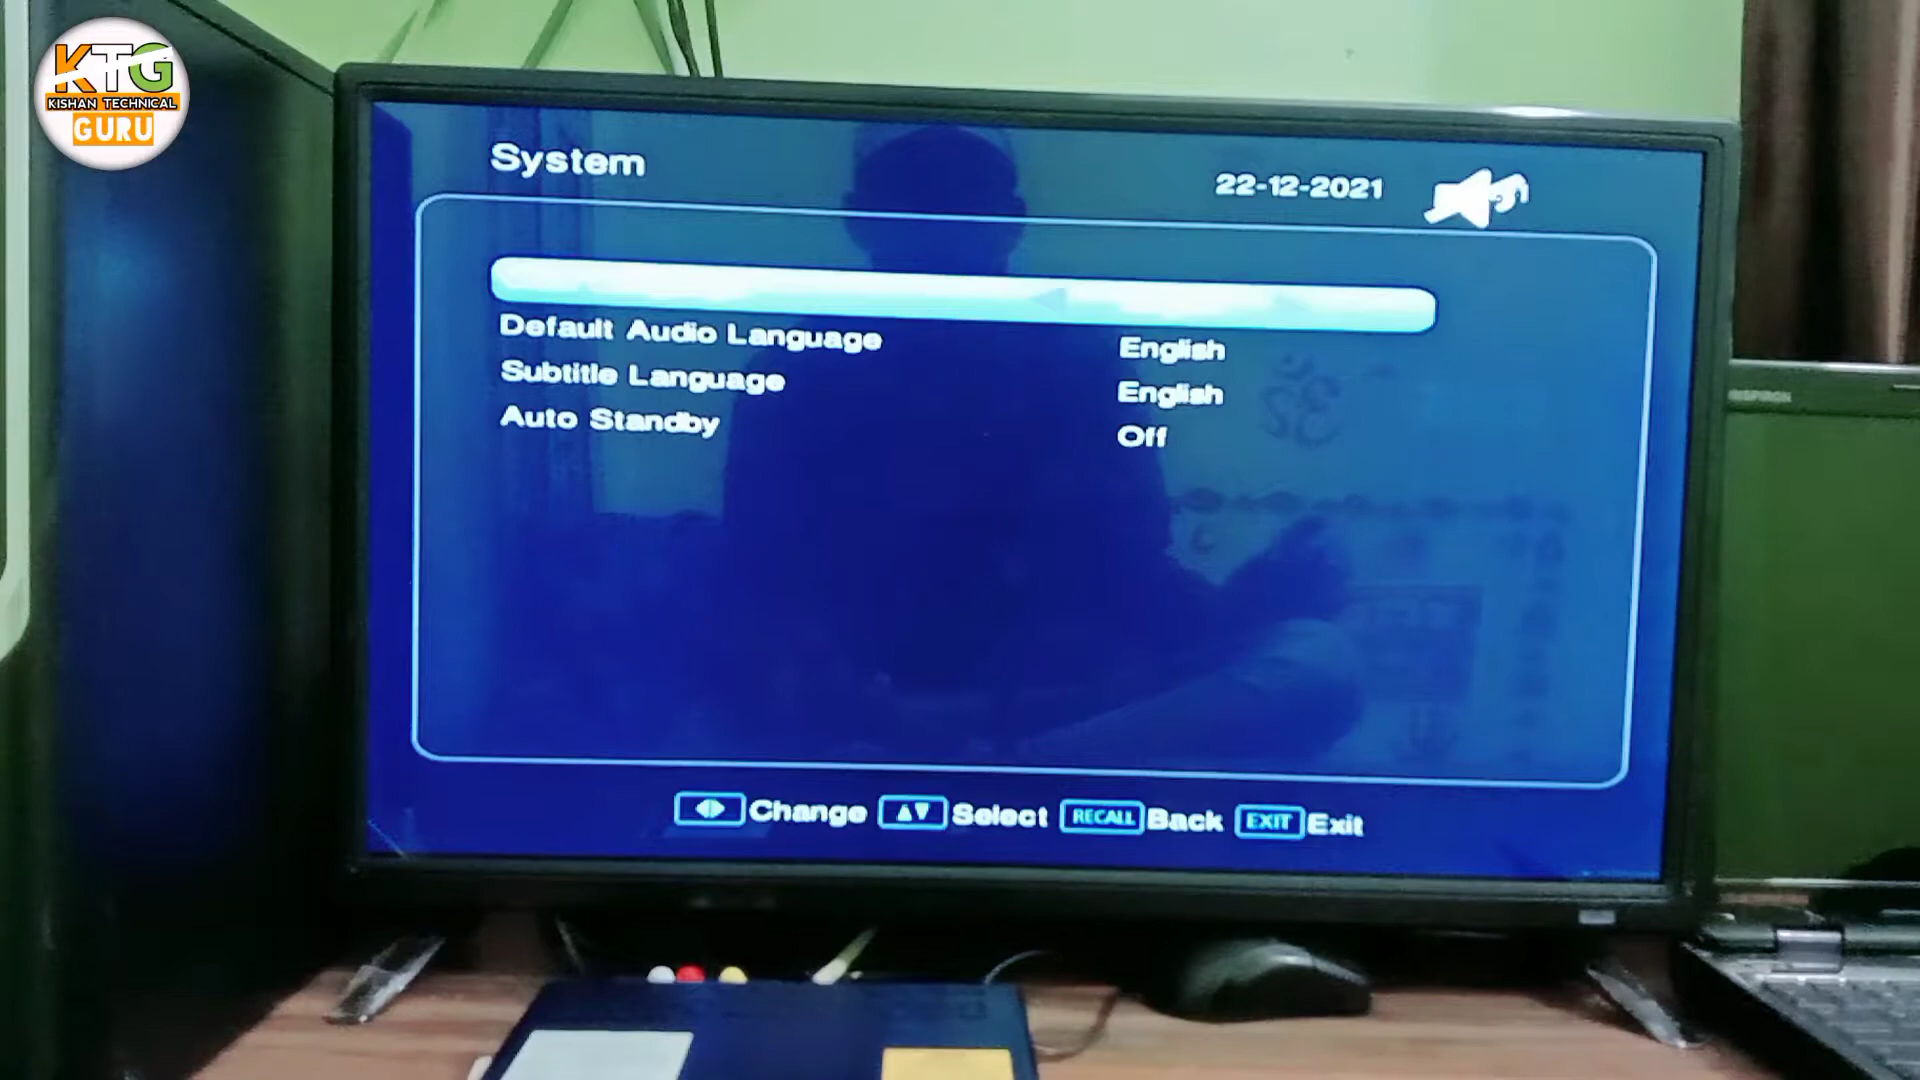 KTG
KISHAN TECHNICAL
GURU
System
22-12-2021
Default Audio Language English
Subtitle Language English
Auto Standby Off
Change Select RECALL Back EXIT Exit